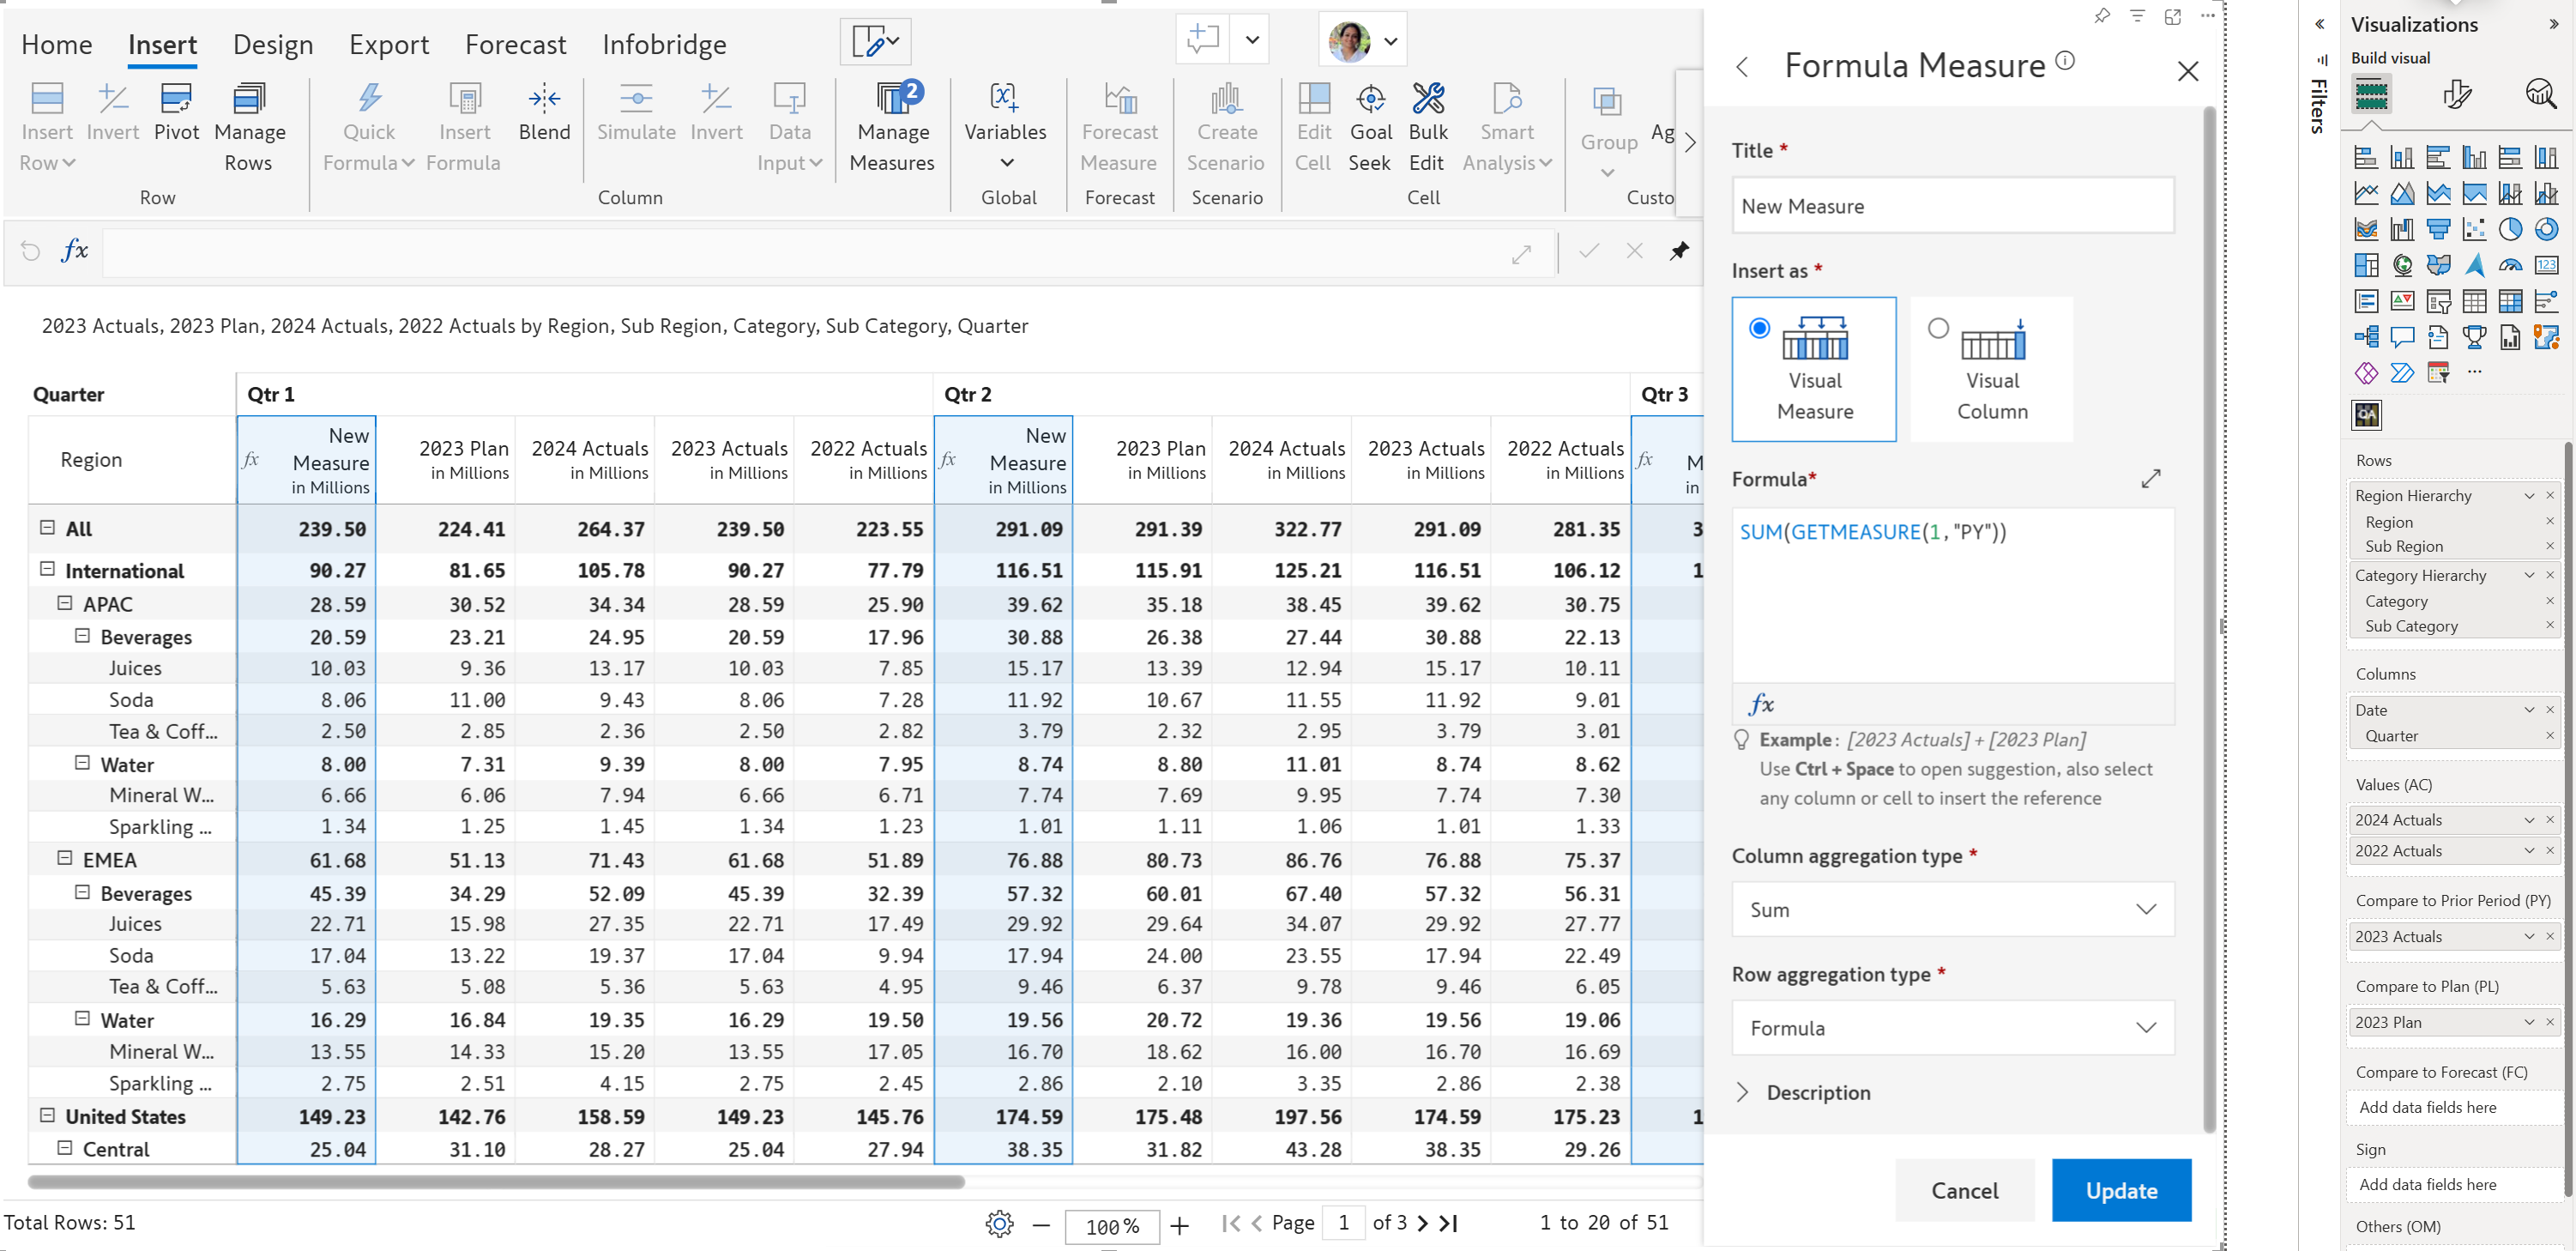 Home Insert Design Export Forecast Infobridge
Insert Row Invert Pivot Manage Rows
Row
Quick Formula Insert Formula Blend Simulate Invert Data Input
Column
Manage Measures 2
Variables
Global
Forecast Measure
Forecast
Create Scenario
Scenario
Edit Cell Goal Seek Bulk Edit Smart Analysis
Cell
Group Ag
Custo
fx
2023 Actuals, 2023 Plan, 2024 Actuals, 2022 Actuals by Region, Sub Region, Category, Sub Category, Quarter
Quarter Qtr 1 Qtr 2 Qtr 3
Region fx New Measure in Millions 2023 Plan in Millions 2024 Actuals in Millions 2023 Actuals in Millions 2022 Actuals in Millions fx New Measure in Millions 2023 Plan in Millions 2024 Actuals in Millions 2023 Actuals in Millions 2022 Actuals in Millions fx M in
All 239.50 224.41 264.37 239.50 223.55 291.09 291.39 322.77 291.09 281.35 3
International 90.27 81.65 105.78 90.27 77.79 116.51 115.91 125.21 116.51 106.12 1
APAC 28.59 30.52 34.34 28.59 25.90 39.62 35.18 38.45 39.62 30.75
Beverages 20.59 23.21 24.95 20.59 17.96 30.88 26.38 27.44 30.88 22.13
Juices 10.03 9.36 13.17 10.03 7.85 15.17 13.39 12.94 15.17 10.11
Soda 8.06 11.00 9.43 8.06 7.28 11.92 10.67 11.55 11.92 9.01
Tea & Coff... 2.50 2.85 2.36 2.50 2.82 3.79 2.32 2.95 3.79 3.01
Water 8.00 7.31 9.39 8.00 7.95 8.74 8.80 11.01 8.74 8.62
Mineral W... 6.66 6.06 7.94 6.66 6.71 7.74 7.69 9.95 7.74 7.30
Sparkling ... 1.34 1.25 1.45 1.34 1.23 1.01 1.11 1.06 1.01 1.33
EMEA 61.68 51.13 71.43 61.68 51.89 76.88 80.73 86.76 76.88 75.37
Beverages 45.39 34.29 52.09 45.39 32.39 57.32 60.01 67.40 57.32 56.31
Juices 22.71 15.98 27.35 22.71 17.49 29.92 29.64 34.07 29.92 27.77
Soda 17.04 13.22 19.37 17.04 9.94 17.94 24.00 23.55 17.94 22.49
Tea & Coff... 5.63 5.08 5.36 5.63 4.95 9.46 6.37 9.78 9.46 6.05
Water 16.29 16.84 19.35 16.29 19.50 19.56 20.72 19.36 19.56 19.06
Mineral W... 13.55 14.33 15.20 13.55 17.05 16.70 18.62 16.00 16.70 16.69
Sparkling ... 2.75 2.51 4.15 2.75 2.45 2.86 2.10 3.35 2.86 2.38
United States 149.23 142.76 158.59 149.23 145.76 174.59 175.48 197.56 174.59 175.23 1
Central 25.04 31.10 28.27 25.04 27.94 38.35 31.82 43.28 38.35 29.26
Total Rows: 51 100% Page 1 of 3 1 to 20 of 51
Formula Measure
Title *
New Measure
Insert as *
Visual Measure
Visual Column
Formula*
SUM(GETMEASURE(1,"PY"))
fx
Example: [2023 Actuals] + [2023 Plan]
Use Ctrl + Space to open suggestion, also select
any column or cell to insert the reference
Column aggregation type *
Sum
Row aggregation type *
Formula
Description
Cancel Update
Filters
Visualizations
Build visual
123
QA
...
Rows
Region Hierarchy
Region
Sub Region
Category Hierarchy
Category
Sub Category
Columns
Date
Quarter
Values (AC)
2024 Actuals
2022 Actuals
Compare to Prior Period (PY)
2023 Actuals
Compare to Plan (PL)
2023 Plan
Compare to Forecast (FC)
Add data fields here
Sign
Add data fields here
Others (OM)